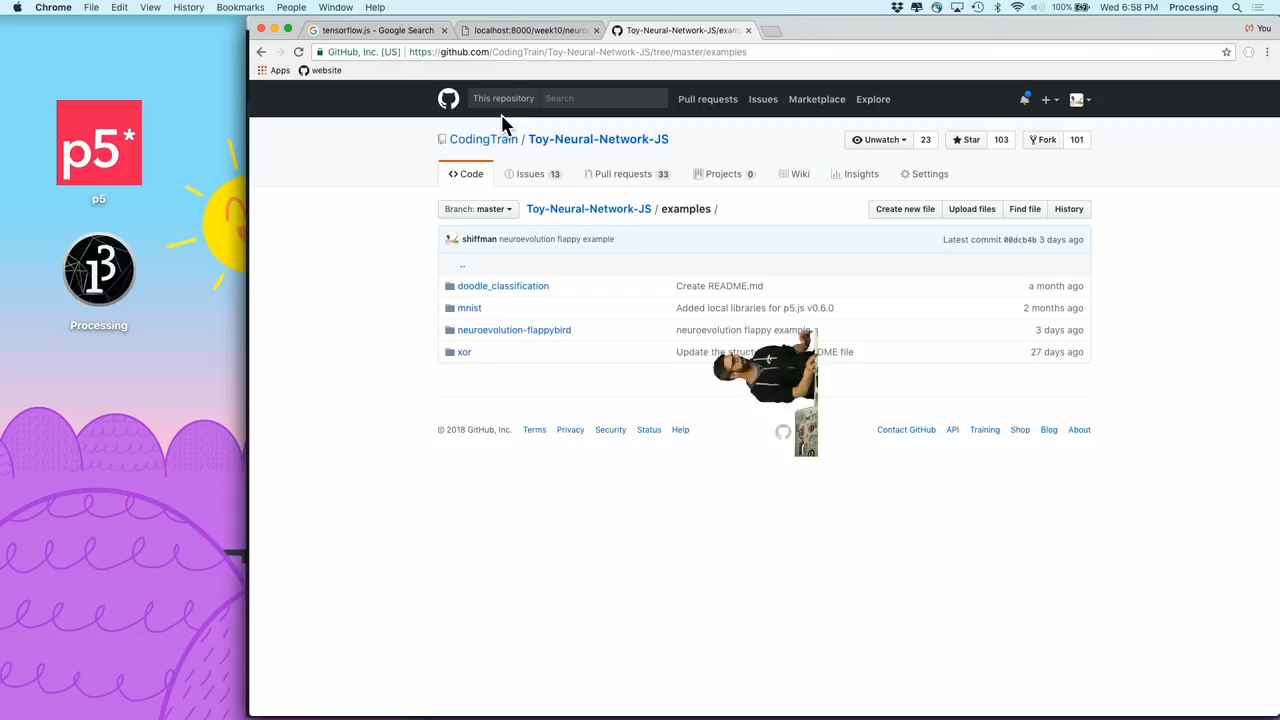 Chrome File Edit View History Bookmarks People Window Help 100% Wed 6:58 PM Processing
tensorflow.js - Google Search localhost:8000/week10/neuro Toy-Neural-Network-JS/exam You
GitHub, Inc. [US] https://github.com/CodingTrain/Toy-Neural-Network-JS/tree/master/examples
Apps website
This repository Search Pull requests Issues Marketplace Explore
CodingTrain / Toy-Neural-Network-JS Unwatch 23 Star 103 Fork 101
Code Issues 13 Pull requests 33 Projects 0 Wiki Insights Settings
Branch: master Toy-Neural-Network-JS / examples / Create new file Upload files Find file History
shiffman neuroevolution flappy example Latest commit 00dcb4b 3 days ago
..
doodle_classification Create README.md a month ago
mnist Added local libraries for p5.js v0.6.0 2 months ago
neuroevolution-flappybird neuroevolution flappy example 3 days ago
xor Update the file 27 days ago
© 2018 GitHub, Inc. Terms Privacy Security Status Help Contact GitHub API Training Shop Blog About
p5*
p5
Processing